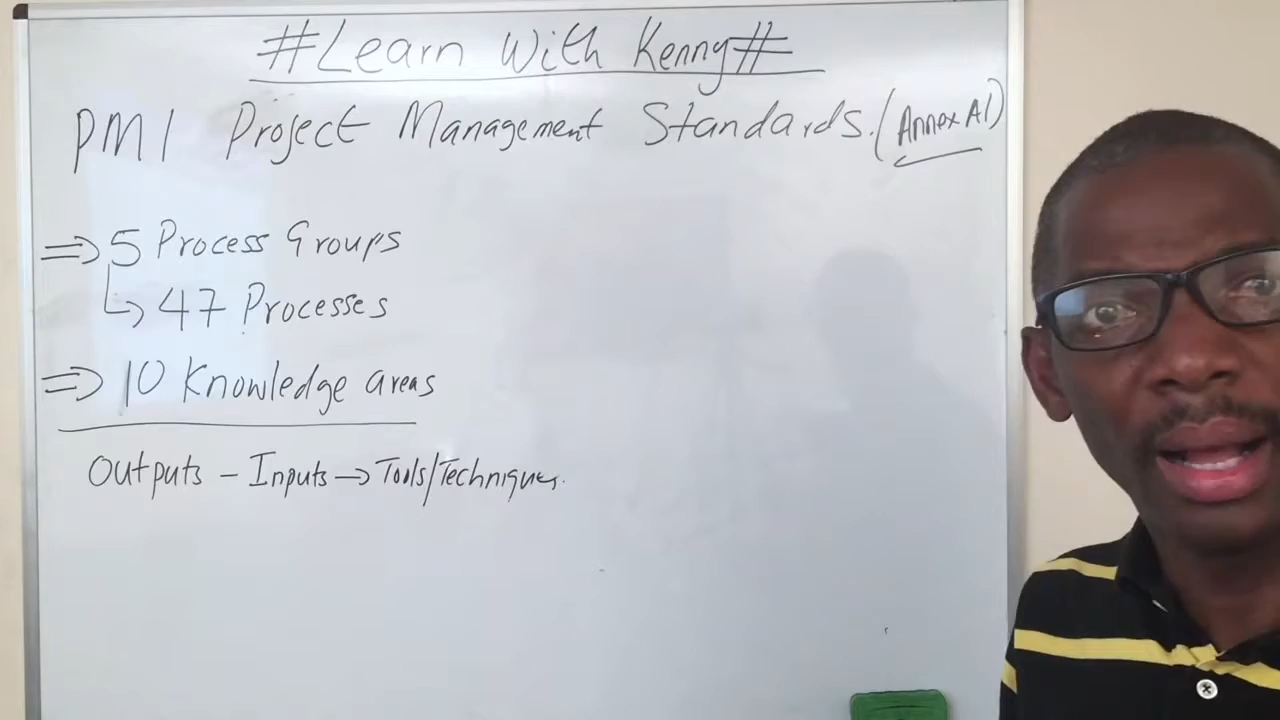 #Learn With Kenny#
PMI Project Management Standards. (Annex A1)
⇒ 5 Process Groups
↳ 47 Processes
⇒ 10 Knowledge areas
Outputs - Inputs → Tools/Techniques.